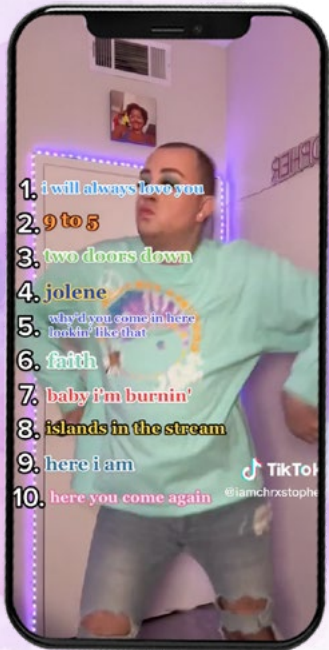 1. i will always love you
2. 9 to 5
3. two doors down
4. jolene
5. why'd you come in here
lookin' like that
6. faith
7. baby i'm burnin'
8. islands in the stream
9. here i am
TikTok
@iamchrxstophe
10. here you come again